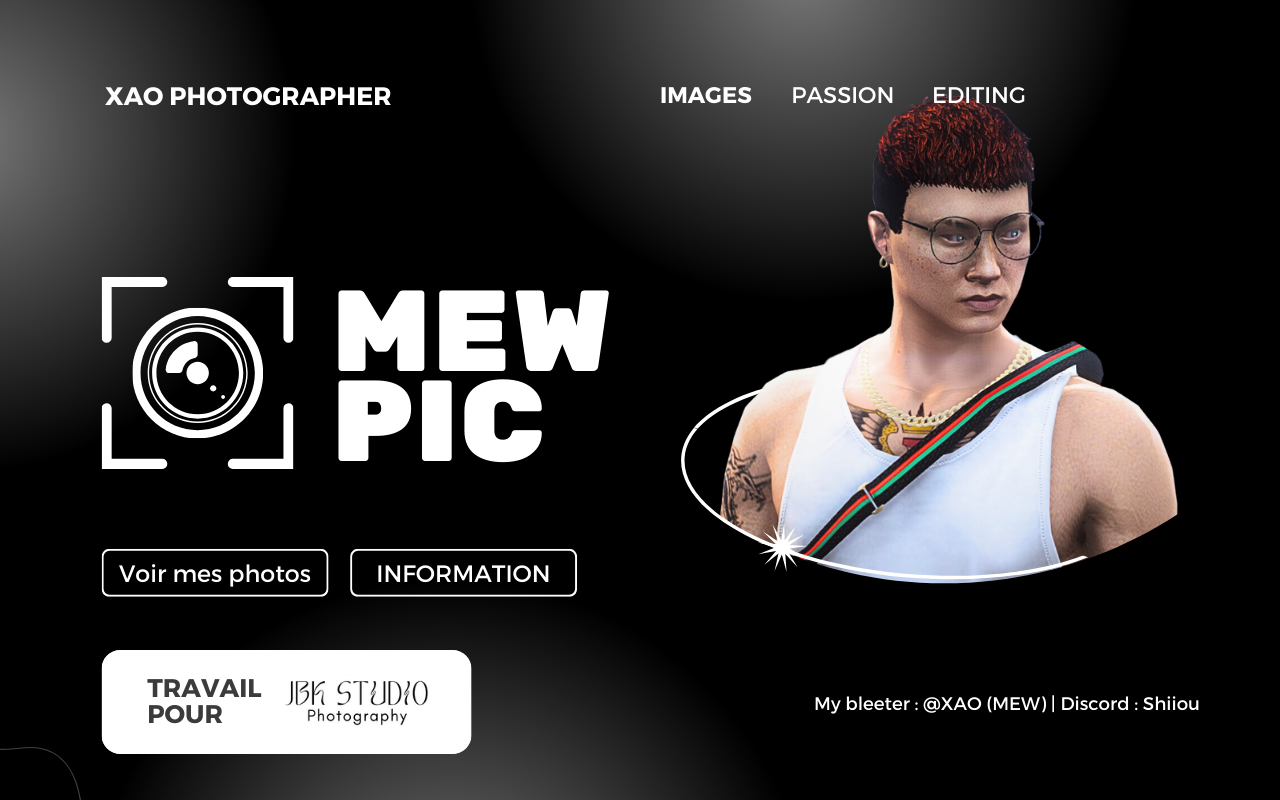 XAO PHOTOGRAPHER
IMAGES PASSION EDITING
MEW
PIC
Voir mes photos INFORMATION
TRAVAIL
POUR
JBK STUDIO
Photography
My bleeter : @XAO (MEW) | Discord : Shiiou